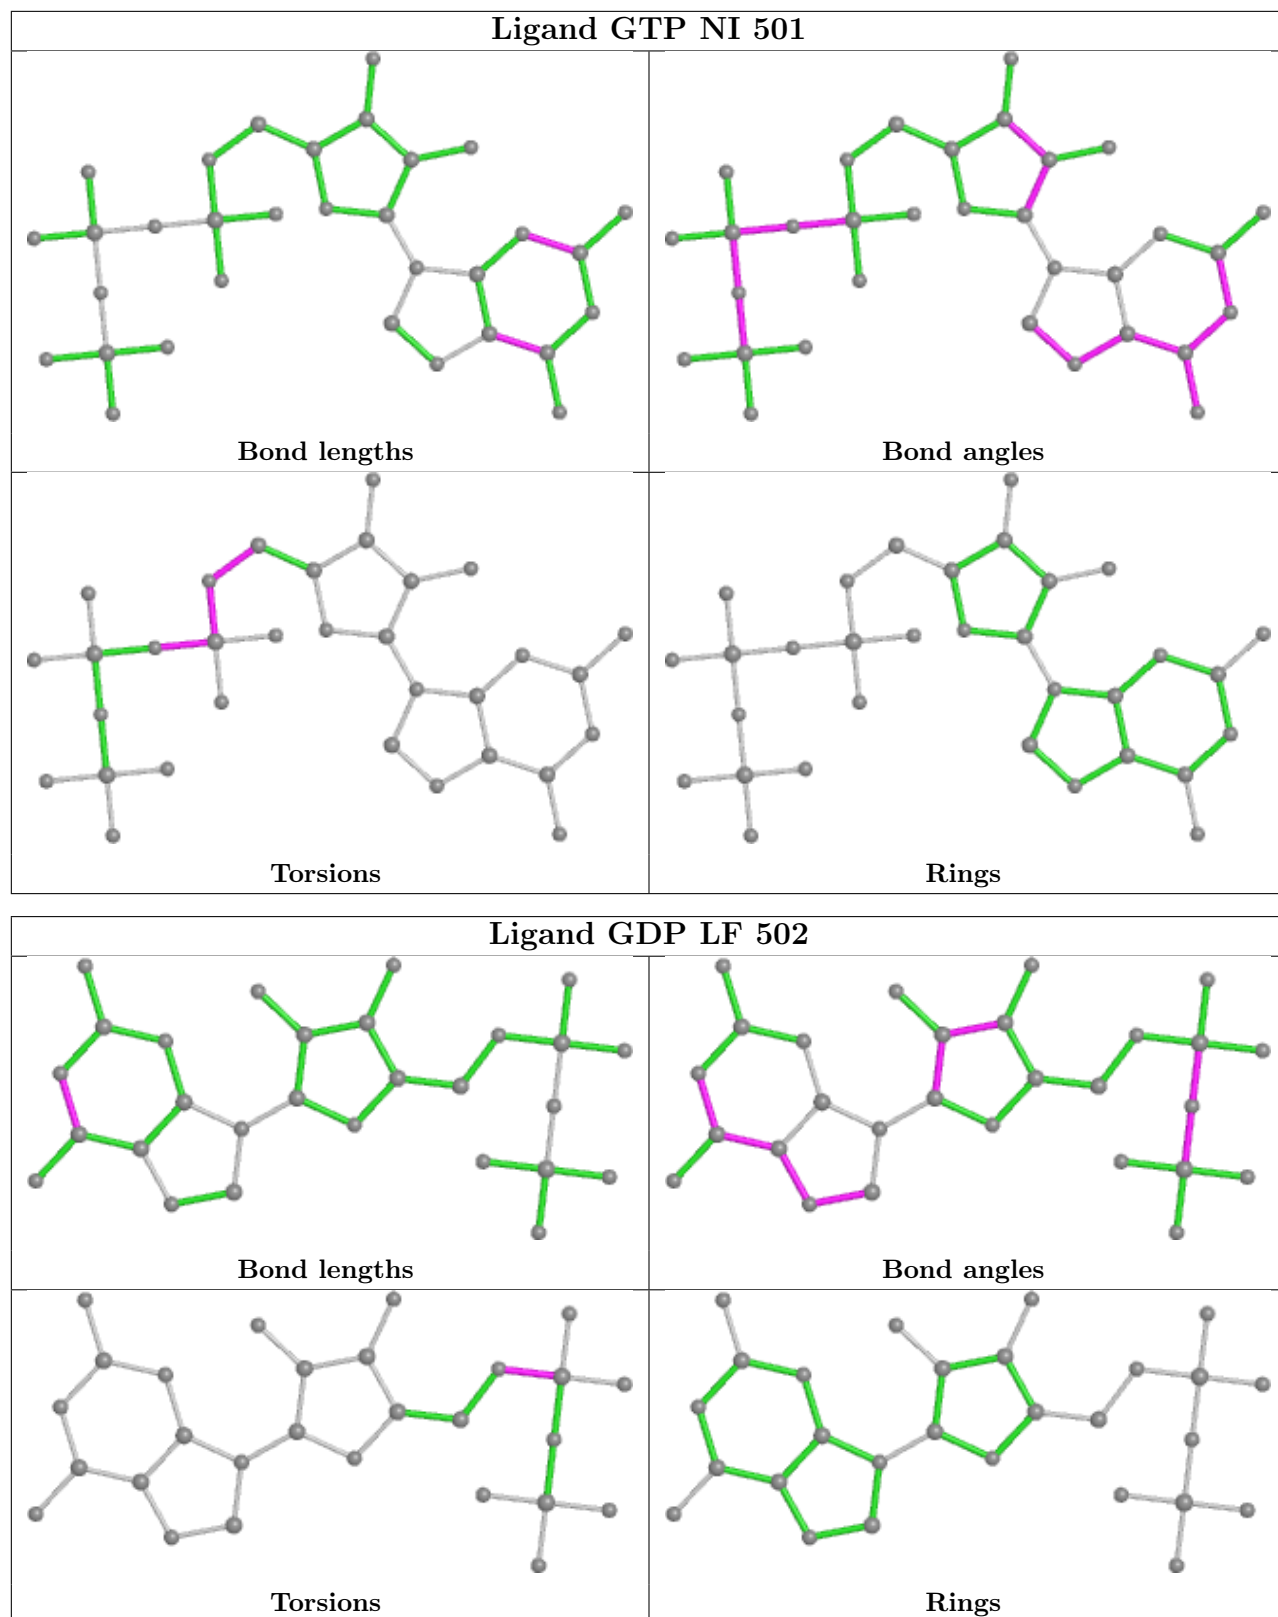 Ligand GTP NI 501
Bond lengths
Bond angles
Torsions
Rings
Ligand GDP LF 502
Bond lengths
Bond angles
Torsions
Rings